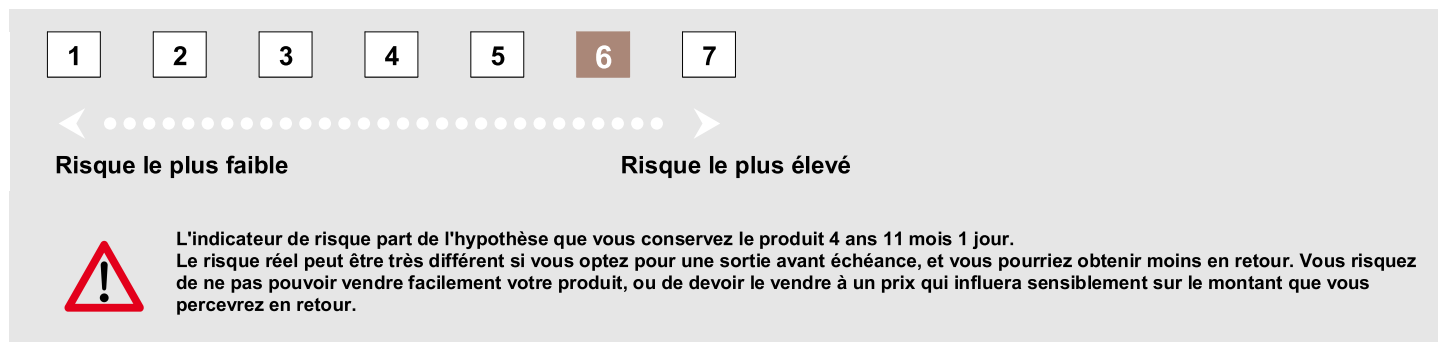 1 2 3 4 5 6 7
Risque le plus faible Risque le plus élevé
L'indicateur de risque part de l'hypothèse que vous conservez le produit 4 ans 11 mois 1 jour.
Le risque réel peut être très différent si vous optez pour une sortie avant échéance, et vous pourriez obtenir moins en retour. Vous risquez
de ne pas pouvoir vendre facilement votre produit, ou de devoir le vendre à un prix qui influera sensiblement sur le montant que vous
percevrez en retour.